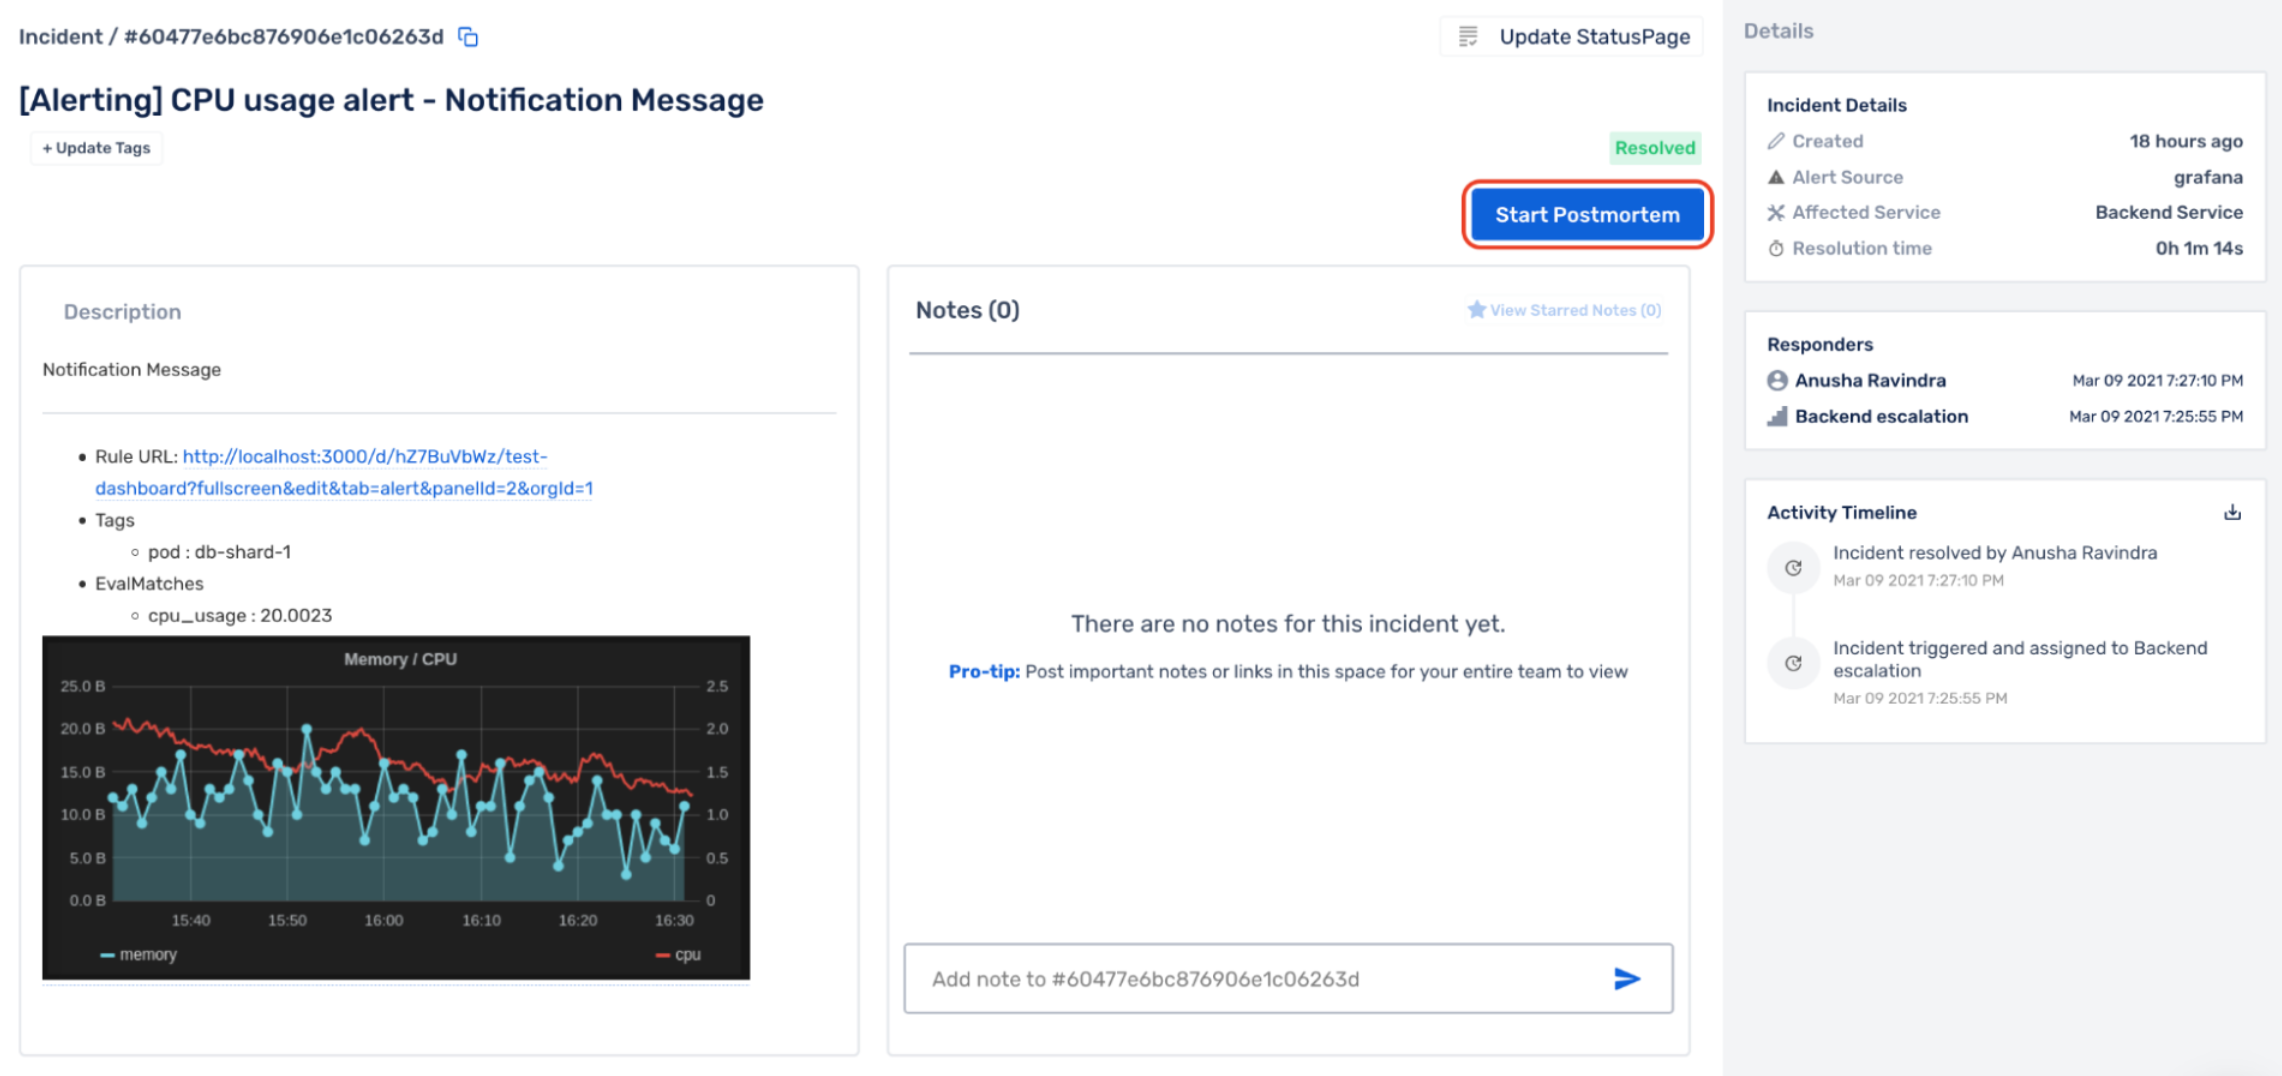 Incident / #60477e6bc876906e1c06263d
Update StatusPage
[Alerting] CPU usage alert - Notification Message
+ Update Tags
Resolved
Start Postmortem
Description
Notification Message
• Rule URL: http://localhost:3000/d/hZ7BuVbWz/test-
dashboard?fullscreen&edit&tab=alert&panelId=2&orgId=1
• Tags
◦ pod : db-shard-1
• EvalMatches
◦ cpu_usage : 20.0023
Memory / CPU
25.0 B
20.0 B
15.0 B
10.0 B
5.0 B
0.0 B
2.5
2.0
1.5
1.0
0.5
0
15:40 15:50 16:00 16:10 16:20 16:30
memory
cpu
Notes (0)
View Starred Notes (0)
There are no notes for this incident yet.
Pro-tip: Post important notes or links in this space for your entire team to view
Add note to #60477e6bc876906e1c06263d
Details
Incident Details
Created 18 hours ago
Alert Source grafana
Affected Service Backend Service
Resolution time 0h 1m 14s
Responders
Anusha Ravindra Mar 09 2021 7:27:10 PM
Backend escalation Mar 09 2021 7:25:55 PM
Activity Timeline
Incident resolved by Anusha Ravindra
Mar 09 2021 7:27:10 PM
Incident triggered and assigned to Backend
escalation
Mar 09 2021 7:25:55 PM